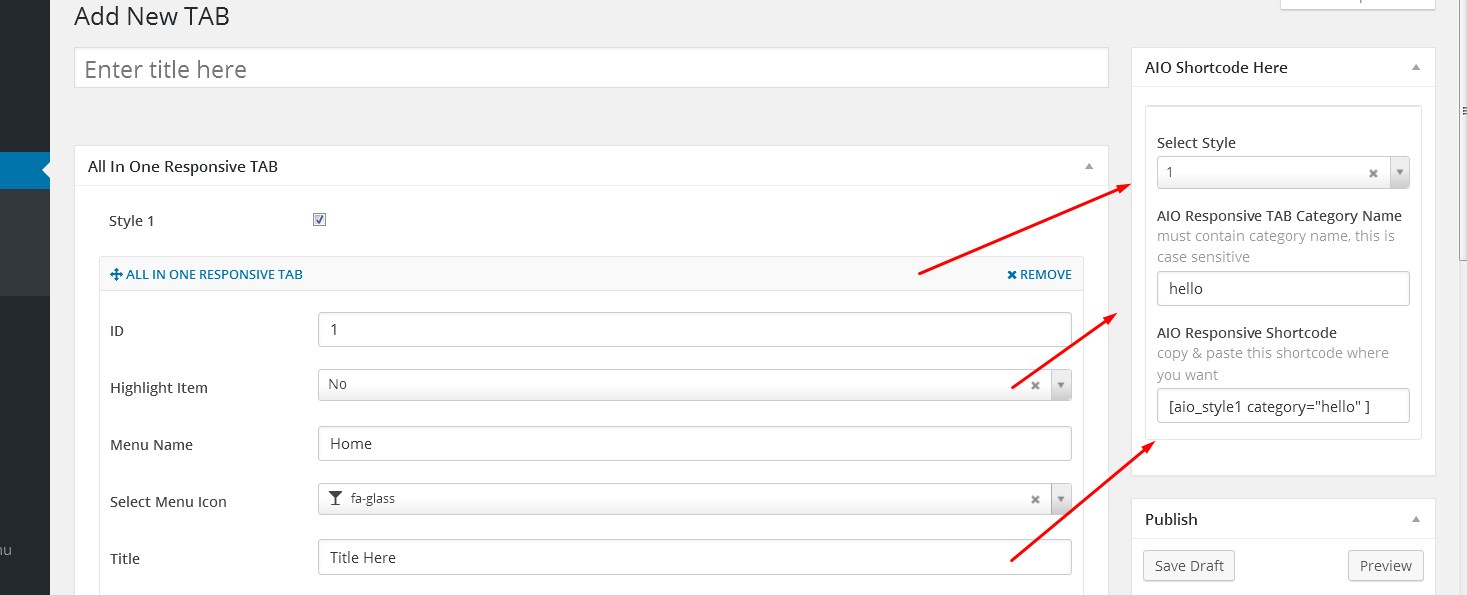 Add New TAB
Enter title here
All In One Responsive TAB
Style 1
ALL IN ONE RESPONSIVE TAB
REMOVE
ID
1
Highlight Item
No
Menu Name
Home
Select Menu Icon
fa-glass
Title
Title Here
AIO Shortcode Here
Select Style
1
AIO Responsive TAB Category Name
must contain category name, this is
case sensitive
hello
AIO Responsive Shortcode
copy & paste this shortcode where
you want
[aio_style1 category="hello" ]
Publish
Save Draft
Preview